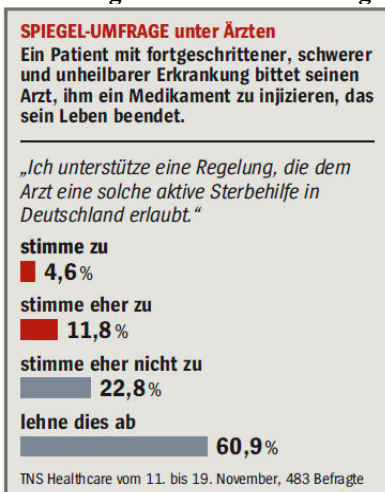 SPIEGEL-UMFRAGE unter Ärzten
Ein Patient mit fortgeschrittener, schwerer
und unheilbarer Erkrankung bittet seinen
Arzt, ihm ein Medikament zu injizieren, das
sein Leben beendet.
„Ich unterstütze eine Regelung, die dem
Arzt eine solche aktive Sterbehilfe in
Deutschland erlaubt.“
stimme zu
4,6%
stimme eher zu
11,8%
stimme eher nicht zu
22,8%
lehne dies ab
60,9%
TNS Healthcare vom 11. bis 19. November, 483 Befragte